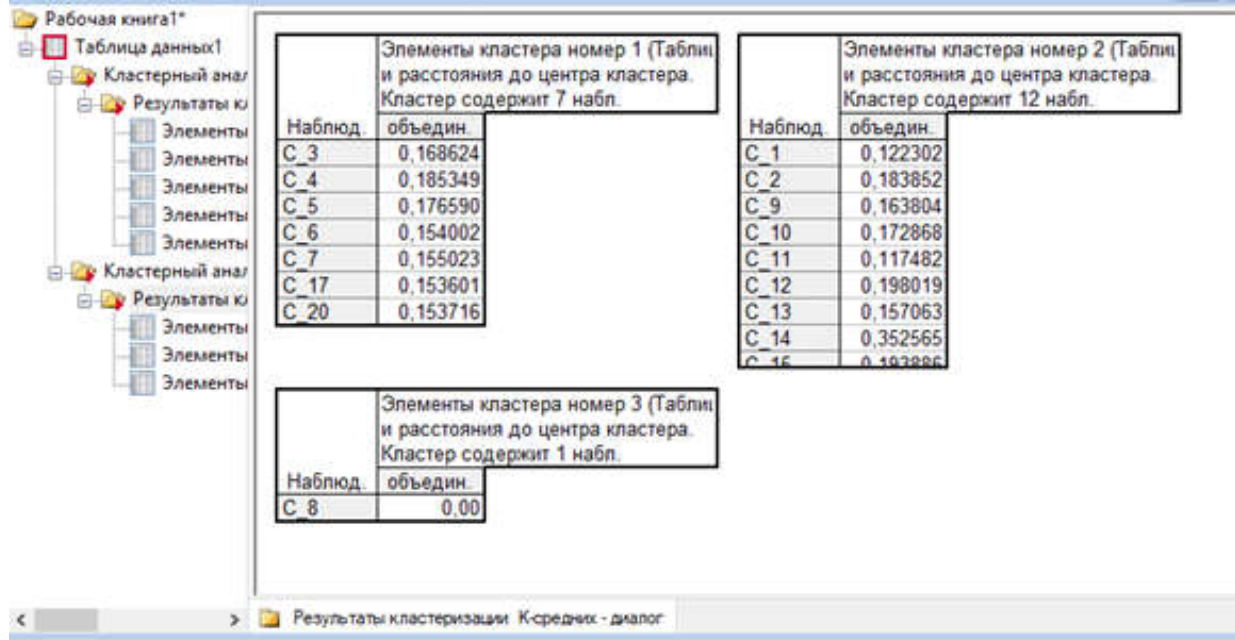 Рабочая книга1*
Таблица данных1
Кластерный анал
Результаты кл
Элементы
Элементы
Элементы
Элементы
Элементы
Кластерный анал
Результаты кл
Элементы
Элементы
Элементы
Элементы кластера номер 1 (Таблиц
и расстояния до центра кластера.
Кластер содержит 7 набл.
Наблюд. объедин.
C_3 0,168624
C_4 0,185349
C_5 0,176590
C_6 0,154002
C_7 0,155023
C_17 0,153601
C_20 0,153716
Элементы кластера номер 2 (Таблиц
и расстояния до центра кластера.
Кластер содержит 12 набл.
Наблюд. объедин.
C_1 0,122302
C_2 0,183852
C_9 0,163804
C_10 0,172868
C_11 0,117482
C_12 0,198019
C_13 0,157063
C_14 0,352565
0,193886
Элементы кластера номер 3 (Таблиц
и расстояния до центра кластера.
Кластер содержит 1 набл.
Наблюд. объедин.
C_8 0,00
Результаты кластеризации К-средних - диалог